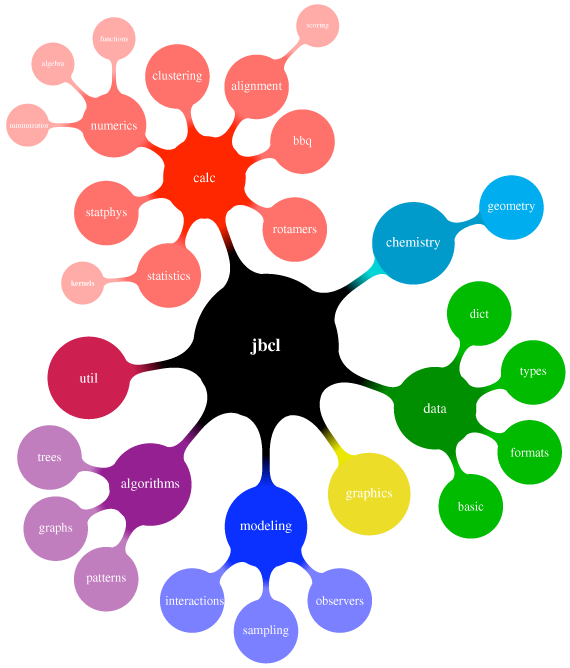 scoring
functions
algebra
clustering
alignment
minimization
numerics
bbq
calc
geometry
statphys
rotamers
chemistry
statistics
kernels
dict
jbcl
types
util
data
trees
formats
algorithms
graphics
basic
graphs
modeling
patterns
interactions
observers
sampling